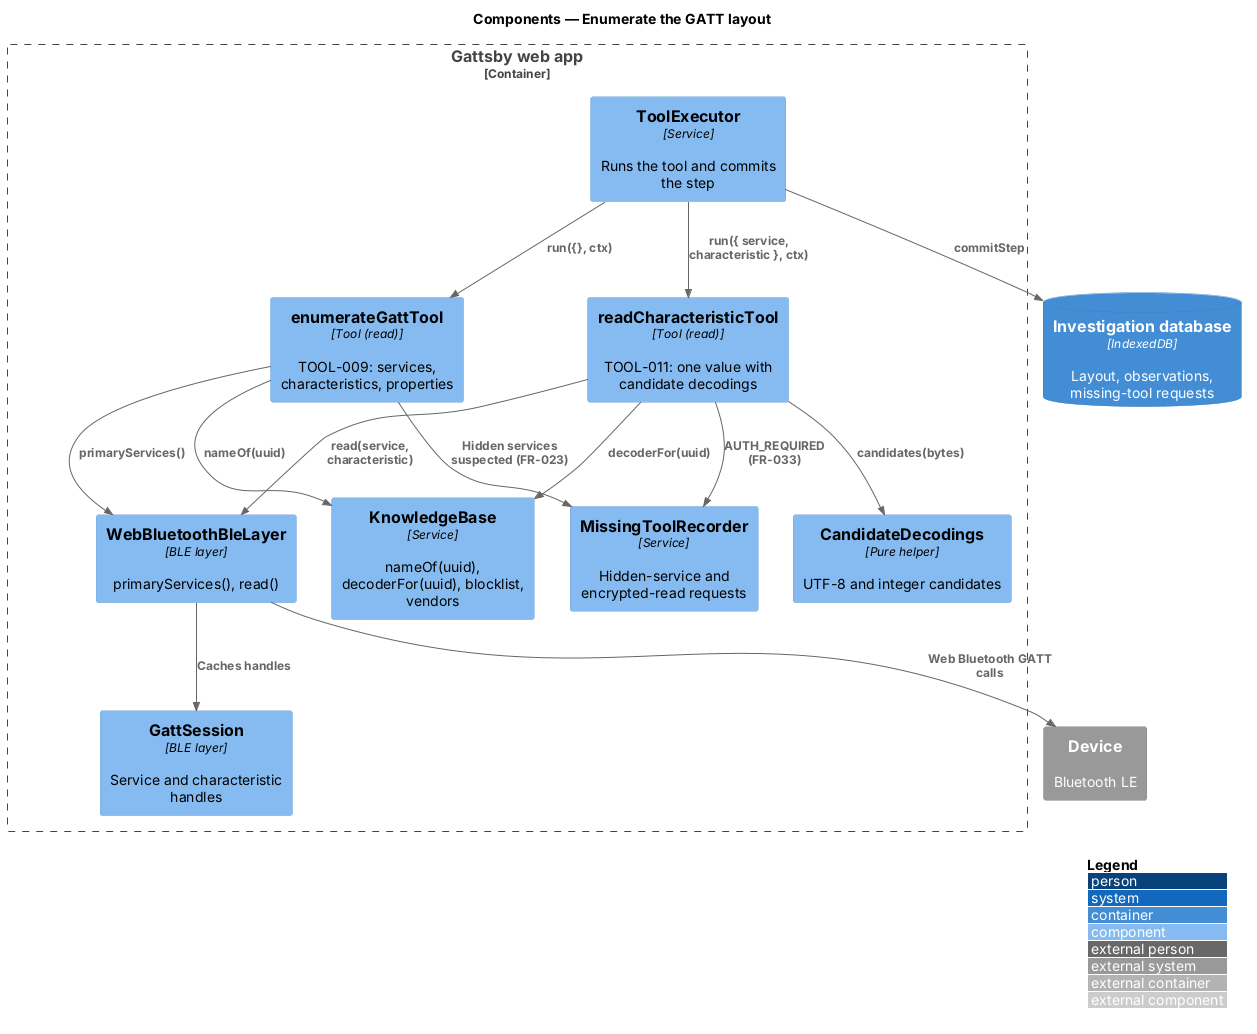 Components — Enumerate the GATT layout
Gattsby web app
[Container]
ToolExecutor
[Service]
Runs the tool and commits
the step
run({}, ctx)
run({ service,
characteristic }, ctx)
commitStep
enumerateGattTool
[Tool (read)]
TOOL-009: services,
characteristics, properties
readCharacteristicTool
[Tool (read)]
TOOL-011: one value with
candidate decodings
Investigation database
[IndexedDB]
Layout, observations,
missing-tool requests
primaryServices()
nameOf(uuid)
read(service,
characteristic)
Hidden services
suspected (FR-023)
decoderFor(uuid)
AUTH_REQUIRED
(FR-033)
candidates(bytes)
WebBluetoothBleLayer
[BLE layer]
primaryServices(), read()
KnowledgeBase
[Service]
nameOf(uuid),
decoderFor(uuid), blocklist,
vendors
MissingToolRecorder
[Service]
Hidden-service and
encrypted-read requests
CandidateDecodings
[Pure helper]
UTF-8 and integer candidates
Caches handles
Web Bluetooth GATT
calls
GattSession
[BLE layer]
Service and characteristic
handles
Device
Bluetooth LE
Legend
person
system
container
component
external person
external system
external container
external component